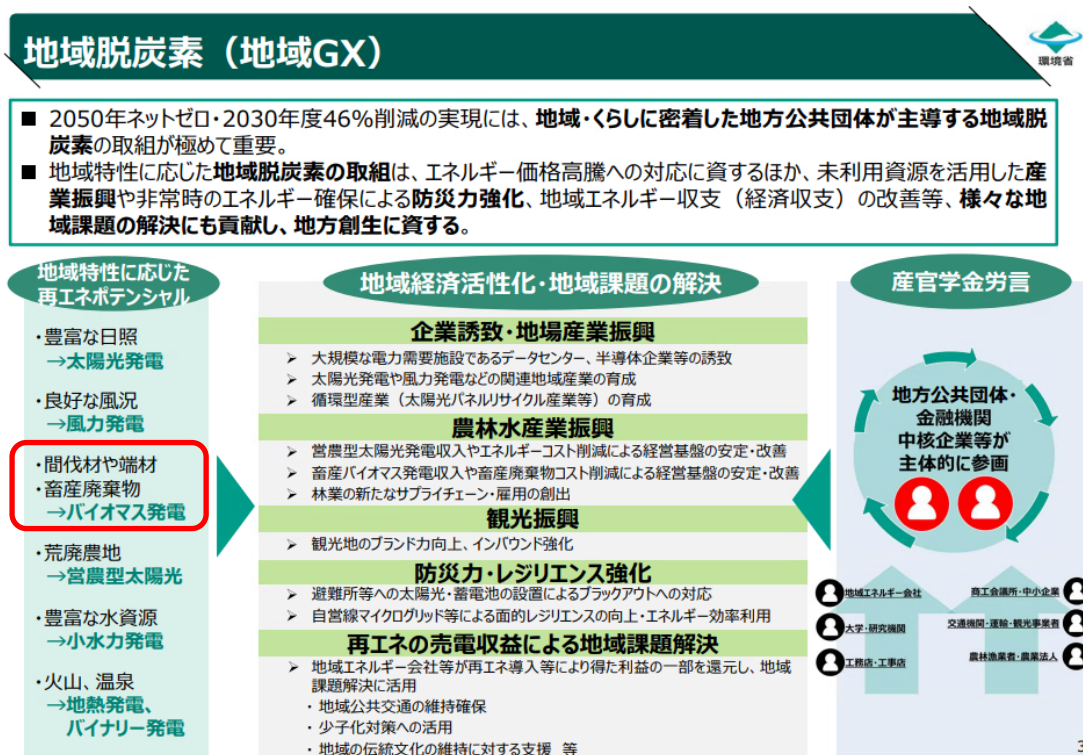 地域脱炭素（地域GX）
環境省
■ 2050年ネットゼロ・2030年度46%削減の実現には、地域・くらしに密着した地方公共団体が主導する地域脱
炭素の取組が極めて重要。
■ 地域特性に応じた地域脱炭素の取組は、エネルギー価格高騰への対応に資するほか、未利用資源を活用した産
業振興や非常時のエネルギー確保による防災力強化、地域エネルギー収支（経済収支）の改善等、様々な地
域課題の解決にも貢献し、地方創生に資する。
地域特性に応じた
再エネポテンシャル
・豊富な日照
→太陽光発電
・良好な風況
→風力発電
・間伐材や端材
・畜産廃棄物
→バイオマス発電
・荒廃農地
→営農型太陽光
・豊富な水資源
→小水力発電
・火山、温泉
→地熱発電、
バイナリー発電
地域経済活性化・地域課題の解決
企業誘致・地場産業振興
➢ 大規模な電力需要施設であるデータセンター、半導体企業等の誘致
➢ 太陽光発電や風力発電などの関連地域産業の育成
➢ 循環型産業（太陽光パネルリサイクル産業等）の育成
農林水産業振興
➢ 営農型太陽光発電収入やエネルギーコスト削減による経営基盤の安定・改善
➢ 畜産バイオマス発電収入や畜産廃棄物コスト削減による経営基盤の安定・改善
➢ 林業の新たなサプライチェーン・雇用の創出
観光振興
➢ 観光地のブランド力向上、インバウンド強化
防災力・レジリエンス強化
➢ 避難所等への太陽光・蓄電池の設置によるブラックアウトへの対応
➢ 自営線マイクログリッド等による面的レジリエンスの向上・エネルギー効率利用
再エネの売電収益による地域課題解決
➢ 地域エネルギー会社等が再エネ導入等により得た利益の一部を還元し、地域
課題解決に活用
・地域公共交通の維持確保
・少子化対策への活用
・地域の伝統文化の維持に対する支援 等
産官学金労言
地方公共団体・
金融機関
中核企業等が
主体的に参画
地域エネルギー会社
商工会議所・中小企業
大学・研究機関
交通機関・運輸・観光事業者
工務店・工事店
農林漁業者・農業法人
3